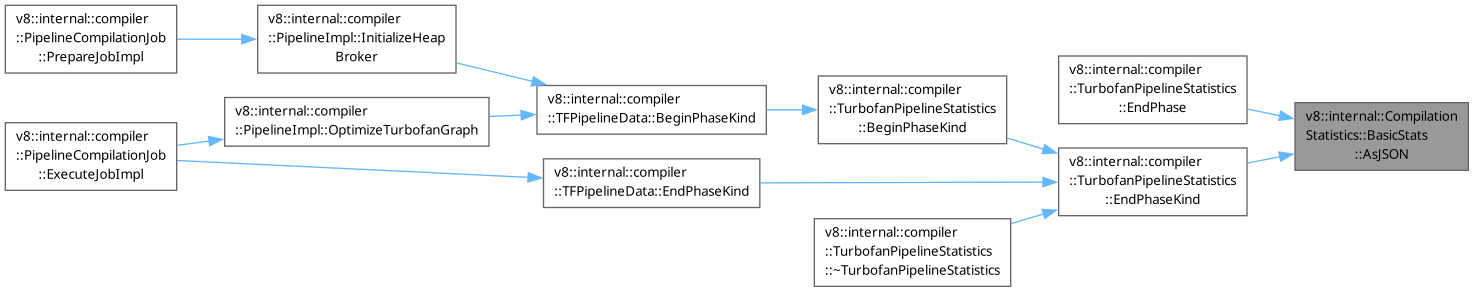 v8::internal::compiler
::PipelineCompilationJob
::PrepareJobImpl
v8::internal::compiler
::PipelineImpl::InitializeHeap
Broker
v8::internal::compiler
::PipelineCompilationJob
::ExecuteJobImpl
v8::internal::compiler
::PipelineImpl::OptimizeTurbofanGraph
v8::internal::compiler
::TFPipelineData::BeginPhaseKind
v8::internal::compiler
::TFPipelineData::EndPhaseKind
v8::internal::compiler
::TurbofanPipelineStatistics
::BeginPhaseKind
v8::internal::compiler
::TurbofanPipelineStatistics
::~TurbofanPipelineStatistics
v8::internal::compiler
::TurbofanPipelineStatistics
::EndPhase
v8::internal::compiler
::TurbofanPipelineStatistics
::EndPhaseKind
v8::internal::Compilation
Statistics::BasicStats
::AsJSON